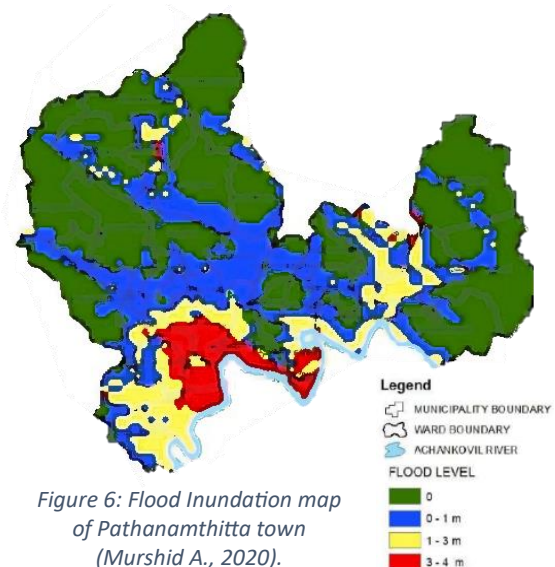 Legend
MUNICIPALITY BOUNDARY
WARD BOUNDARY
ACHANKOVIL RIVER
FLOOD LEVEL
0
0 - 1 m
1 - 3 m
3 - 4 m
Figure 6: Flood Inundation map
of Pathanamthitta town
(Murshid A., 2020).